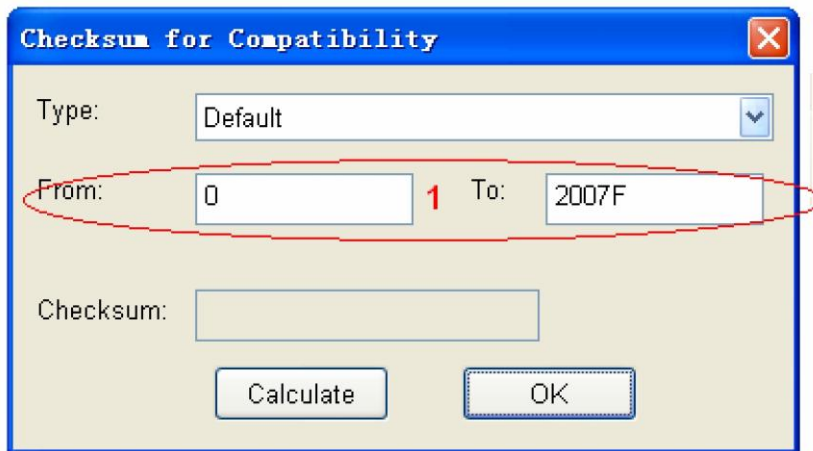 Checksum for Compatibility
Type: Default
From: 0 1 To: 2007F
Checksum:
Calculate OK